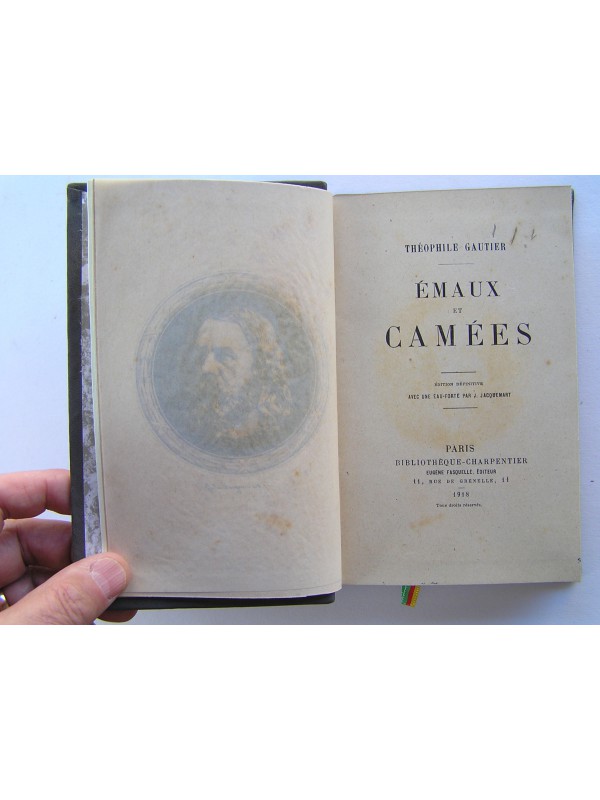 THÉOPHILE GAUTIER
ÉMAUX
ET
CAMÉES
ÉDITION DÉFINITIVE
AVEC UNE EAU-FORTE PAR J. JACQUEMART
PARIS
BIBLIOTHÈQUE-CHARPENTIER
EUGÈNE FASQUELLE, ÉDITEUR
11, RUE DE GRENELLE, 11
1918
Tous droits réservés.